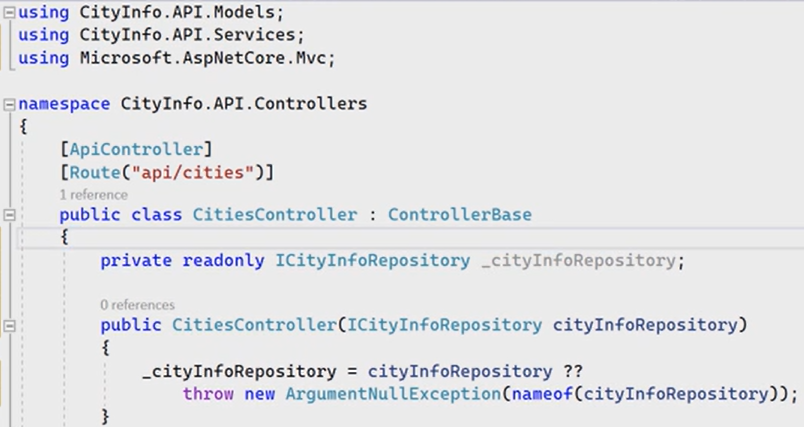 using CityInfo.API.Models;
using CityInfo.API.Services;
using Microsoft.AspNetCore.Mvc;
namespace CityInfo.API.Controllers
{
[ApiController]
[Route("api/cities")]
1 reference
public class CitiesController : ControllerBase
{
private readonly ICityInfoRepository _cityInfoRepository;
0 references
public CitiesController(ICityInfoRepository cityInfoRepository)
{
_cityInfoRepository = cityInfoRepository ??
throw new ArgumentNullException(nameof(cityInfoRepository));
}